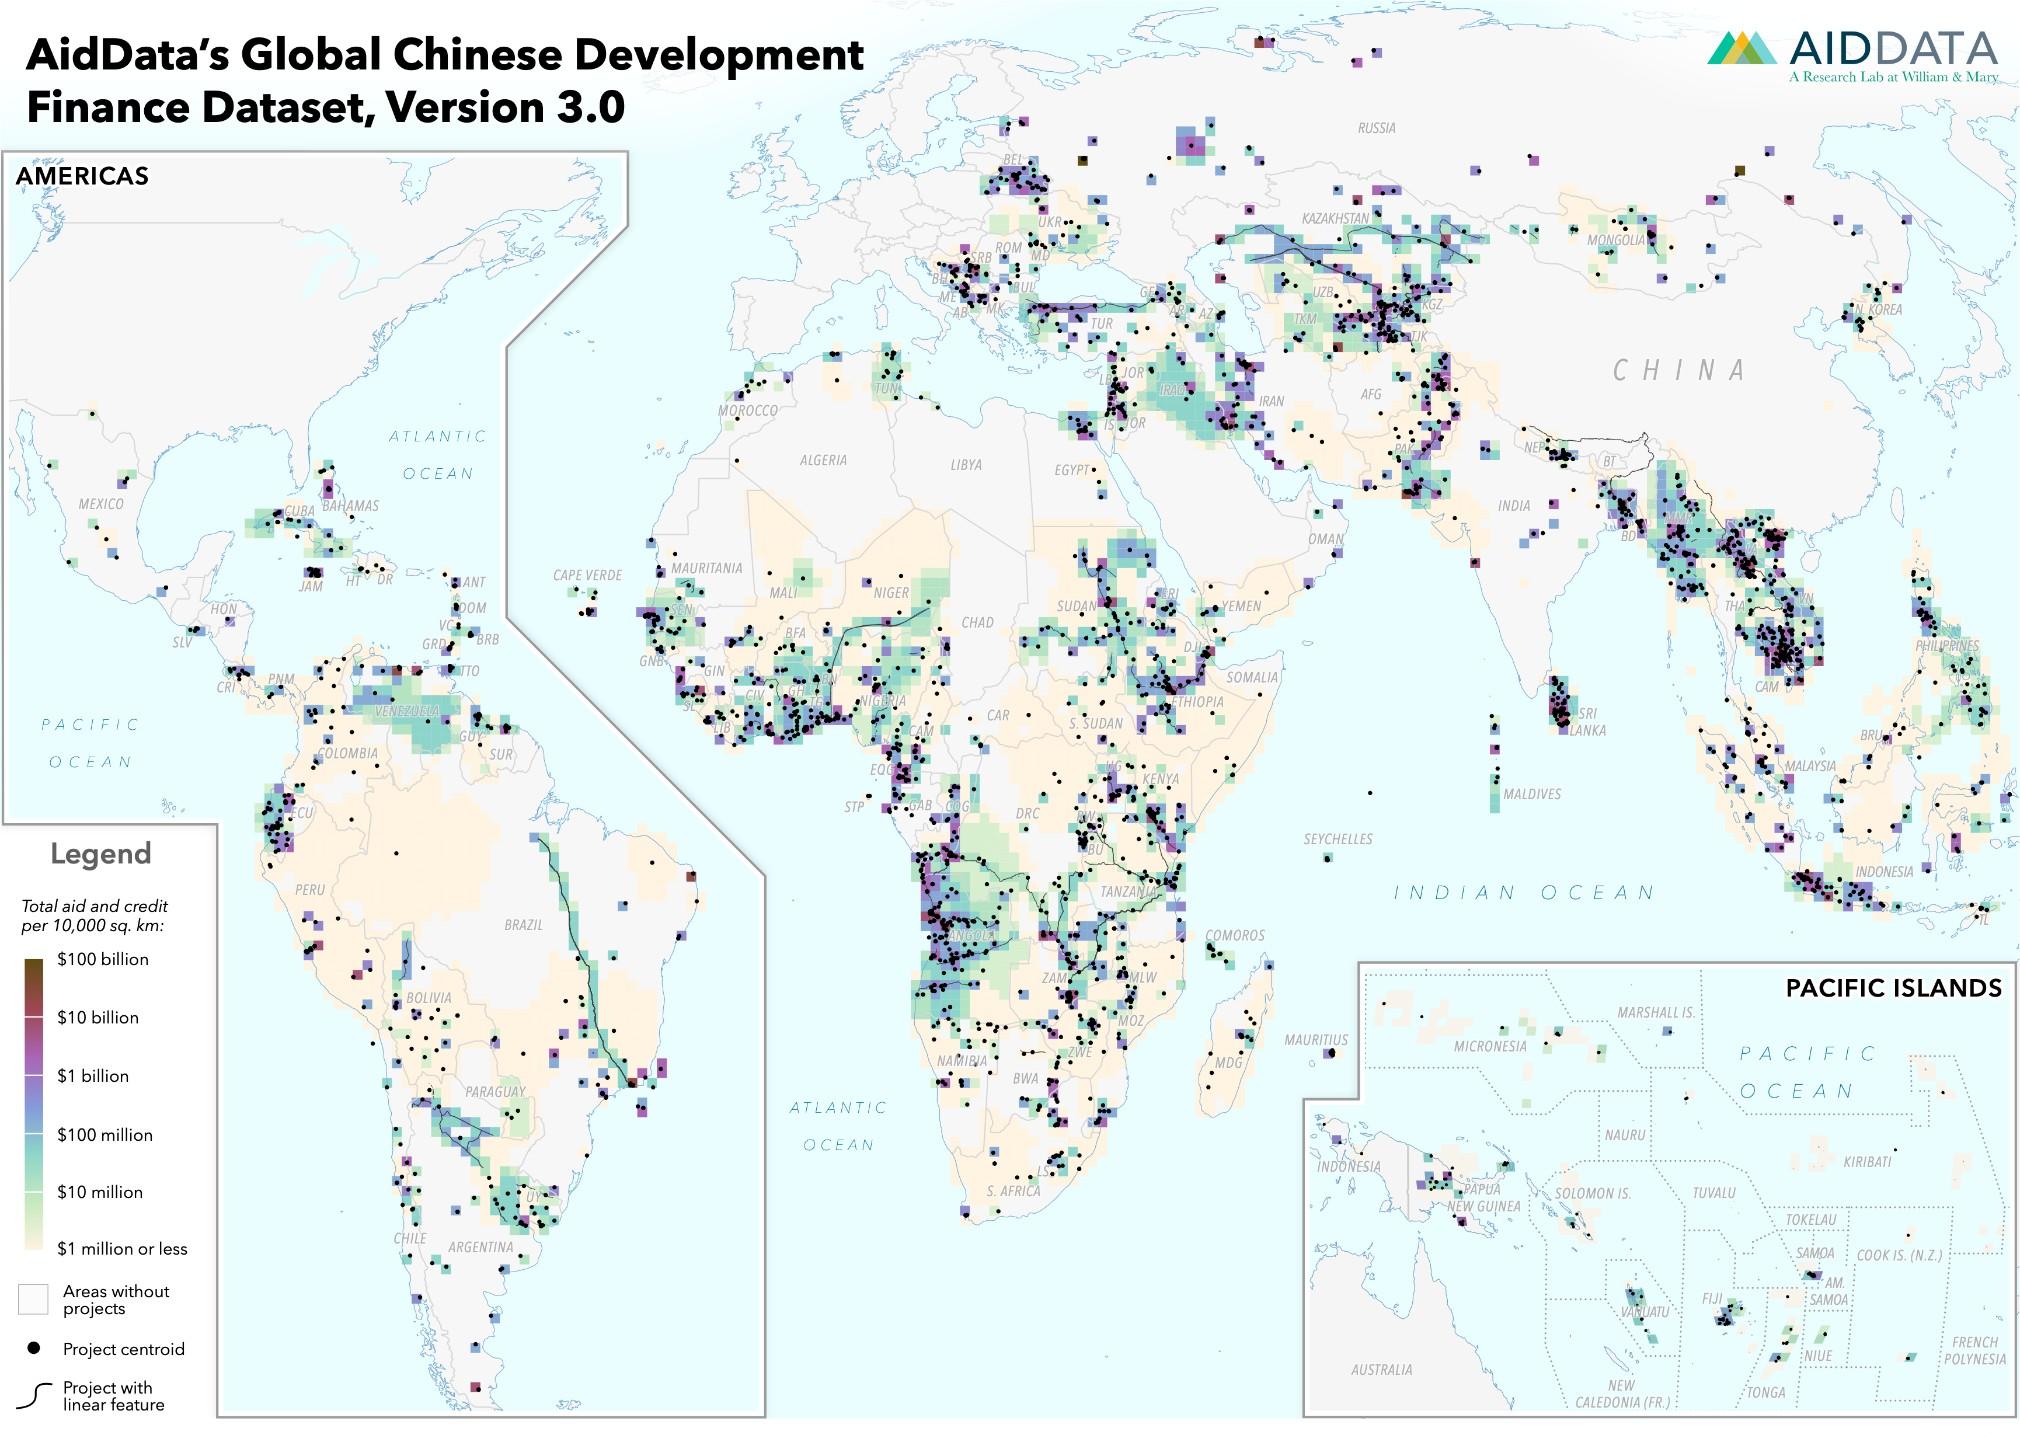 AidData's Global Chinese Development
Finance Dataset, Version 3.0
AIDDATA
A Research Lab at William & Mary
AMERICAS
ATLANTIC
OCEAN
MEXICO
CUBA
BAHAMAS
JAM
HT
DR
ANT
DOM
HON
SLV
VC
GRD
BRB
TTO
CRI
PNM
VENEZUELA
GUY
SUR
COLOMBIA
PACIFIC
OCEAN
ECU
PERU
BRAZIL
BOLIVIA
PARAGUAY
UY
CHILE
ARGENTINA
Legend
Total aid and credit
per 10,000 sq. km:
$100 billion
$10 billion
$1 billion
$100 million
$10 million
$1 million or less
Areas without
projects
Project centroid
Project with
linear feature
RUSSIA
BEL
UKR
ROM
MD
SRB
BH
ME
MK
AB
BUL
KAZAKHSTAN
MONGOLIA
UZB
KGZ
TKM
TJK
GE
AR
AZ
TUR
N. KOREA
CHINA
LB
JOR
IRAQ
IRAN
AFG
IS
JOR
PAK
NEP
BT
INDIA
BD
MMR
THA
VN
CAM
PHILIPPINES
SRI
LANKA
MALDIVES
BRU
MALAYSIA
INDONESIA
TL
MOROCCO
TUN
ALGERIA
LIBYA
EGYPT
OMAN
YEMEN
CAPE VERDE
MAURITANIA
MALI
NIGER
CHAD
SUDAN
ERI
DJI
SEN
GNB
GIN
SL
LIB
CIV
BFA
GH
TG
BN
NIGERIA
CAM
CAR
S. SUDAN
ETHIOPIA
SOMALIA
EQG
STP
GAB
COG
DRC
UG
KENYA
RW
BU
TANZANIA
SEYCHELLES
INDIAN OCEAN
COMOROS
ANGOLA
ZAM
MLW
MOZ
ZWE
NAMIBIA
BWA
MDG
MAURITIUS
LS
S. AFRICA
ATLANTIC
OCEAN
PACIFIC ISLANDS
MARSHALL IS.
MICRONESIA
PACIFIC
OCEAN
NAURU
KIRIBATI
INDONESIA
PAPUA
NEW GUINEA
SOLOMON IS.
TUVALU
TOKELAU
SAMOA
COOK IS. (N.Z.)
AM.
SAMOA
VANUATU
FIJI
NIUE
TONGA
FRENCH
POLYNESIA
AUSTRALIA
NEW
CALEDONIA (FR.)